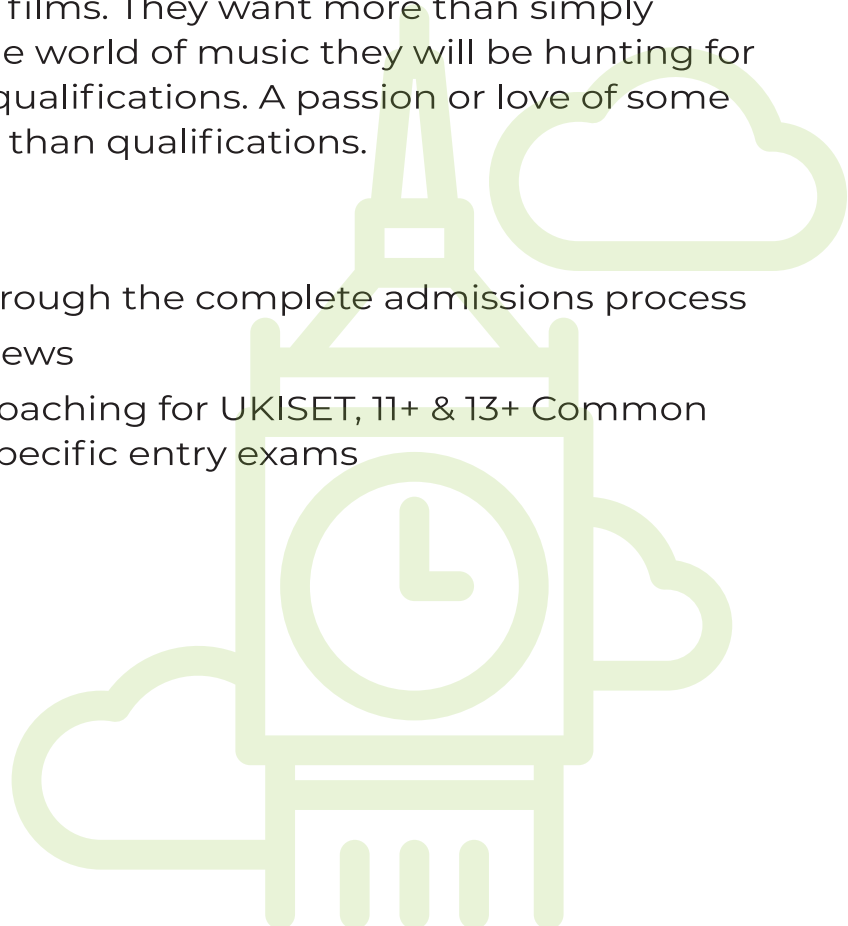 films. They want more than simply
e world of music they will be hunting for
qualifications. A passion or love of some
than qualifications.
rough the complete admissions process
ews
oaching for UKISET, 11+ & 13+ Common
pecific entry exams